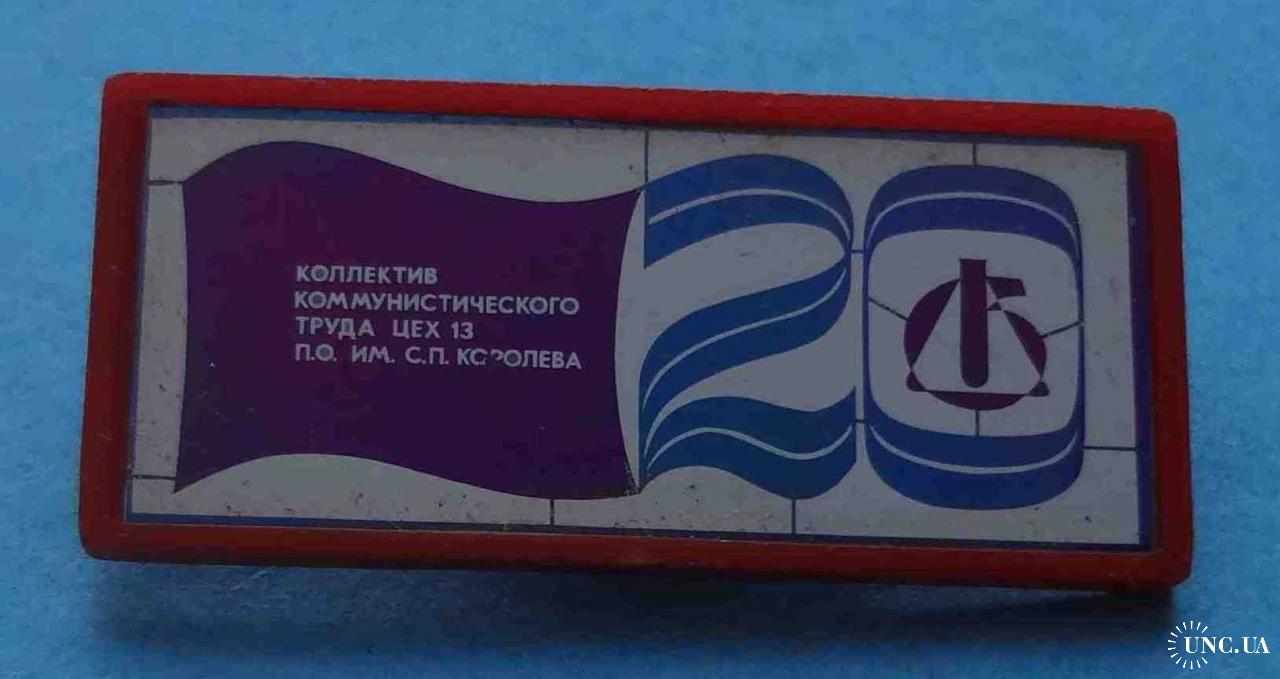 КОЛЛЕКТИВ
КОММУНИСТИЧЕСКОГО
ТРУДА ЦЕХ 13
П.О. ИМ. С.П. КОРОЛЕВА
20
UNC.UA